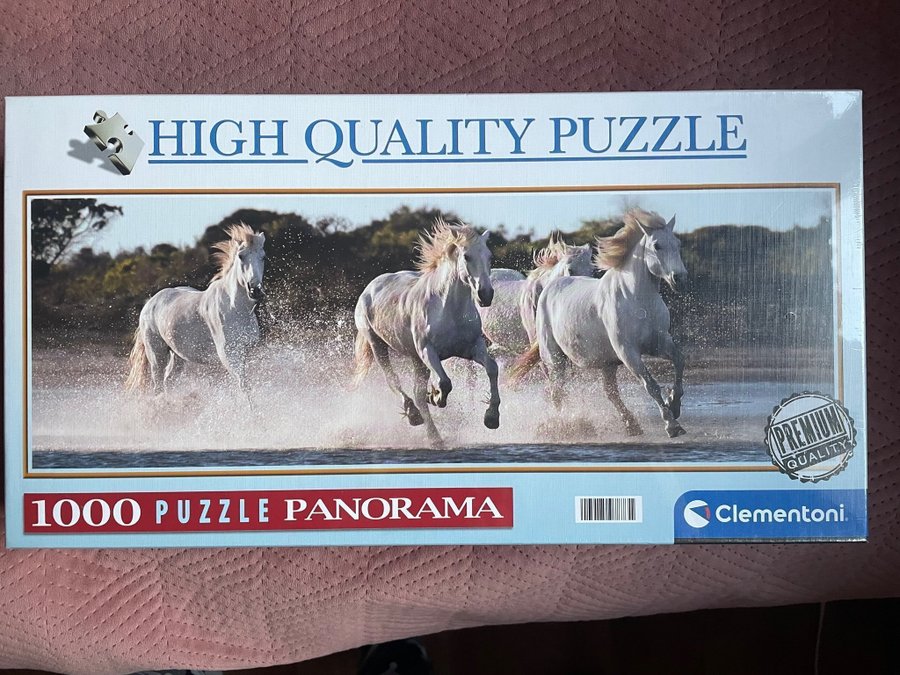 HIGH QUALITY PUZZLE
PREMIUM
QUALITY
1000 PUZZLE PANORAMA
Clementoni®